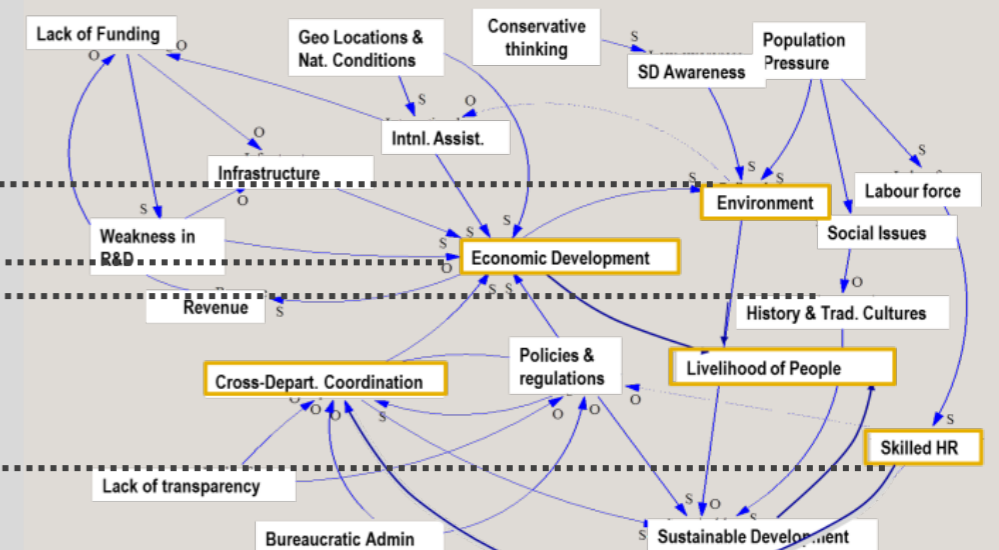 Lack of Funding
Geo Locations &
Nat. Conditions
Conservative
thinking
Population
Pressure
SD Awareness
Intnl. Assist.
Infrastructure
Labour force
Environment
Social Issues
Weakness in
R&D
Economic Development
Revenue
History & Trad. Cultures
Policies &
regulations
Livelihood of People
Cross-Depart. Coordination
Skilled HR
Lack of transparency
Bureaucratic Admin
Sustainable Development
O
O
S
S
O
O
S
S
S
S
S
O
S
S
S
S
O
O
S
S
S
O
O
O
S
O
O
O
S
S
O
S
S